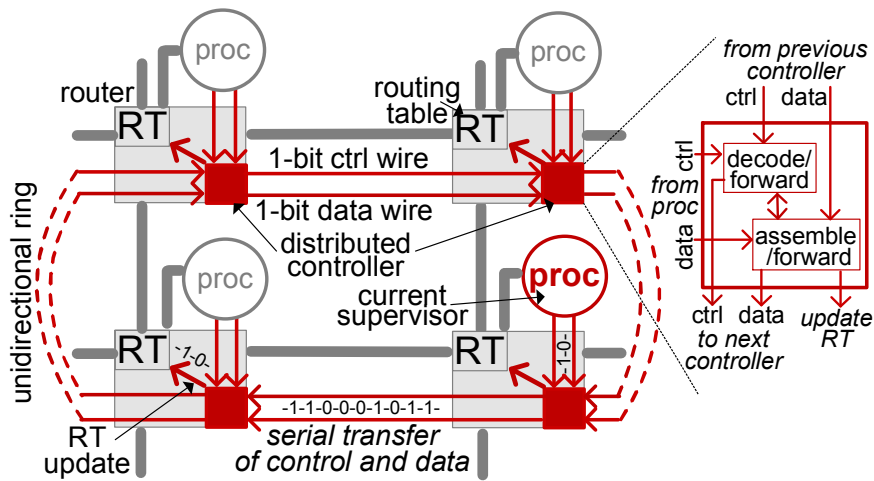 proc
proc
from previous
controller
router
routing
table
ctrl
data
RT
RT
1-bit ctrl wire
ctrl
decode/
forward
from
proc
1-bit data wire
data
assemble
/forward
unidirectional ring
distributed
controller
proc
proc
current
supervisor
ctrl
data
update
RT
to next
controller
RT
-1-0-
RT
-1-0-
-1-1-0-0-0-1-0-1-1-
RT
update
serial transfer
of control and data